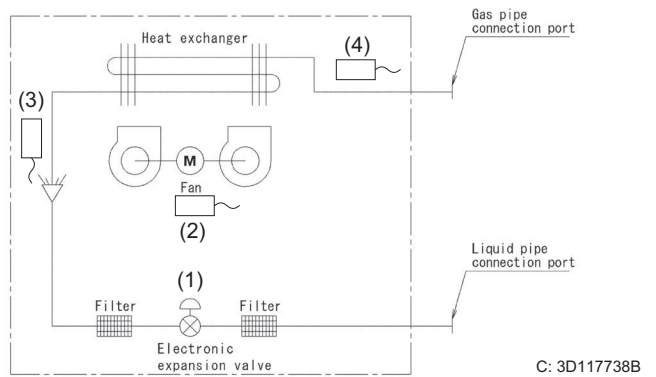 Gas pipe
connection port
Heat exchanger
(4)
(3)
M
Fan
(2)
Liquid pipe
connection port
(1)
Filter
Filter
Electronic
expansion valve
C: 3D117738B